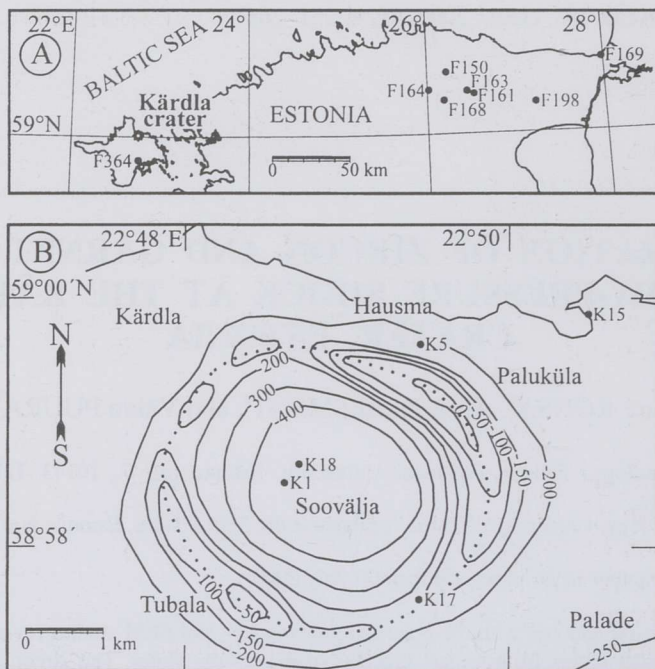 A
22°E
24°
26°
28°
BALTIC SEA
F150
F169
F164
F163
F161
F168
F198
Kärdla
crater
ESTONIA
59°N
F364
0
50 km
B
22°48´E
22°50´
59°00´N
Kärdla
Hausma
K15
N
S
K5
-200
-300
-400
Paluküla
0
-50
-100
-150
-200
K18
K1
Soovälja
58°58´
Tubala
-100
-50
-150
-200
K17
Palade
-250
0
1 km